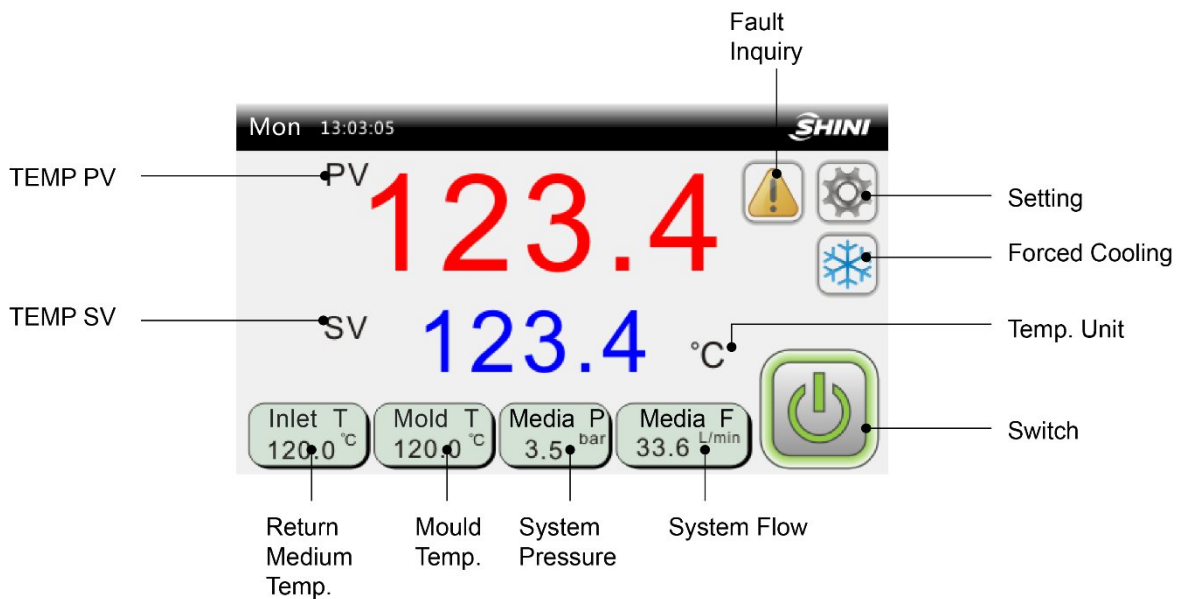 Fault
Inquiry
Mon 13:03:05 SHINI
TEMP PV
PV 123.4
Setting
Forced Cooling
TEMP SV
SV 123.4 °C
Temp. Unit
Inlet T
120.0 °C
Mold T
120.0 °C
Media P
3.5 bar
Media F
33.6 L/min
Switch
Return
Medium
Temp.
Mould
Temp.
System
Pressure
System Flow